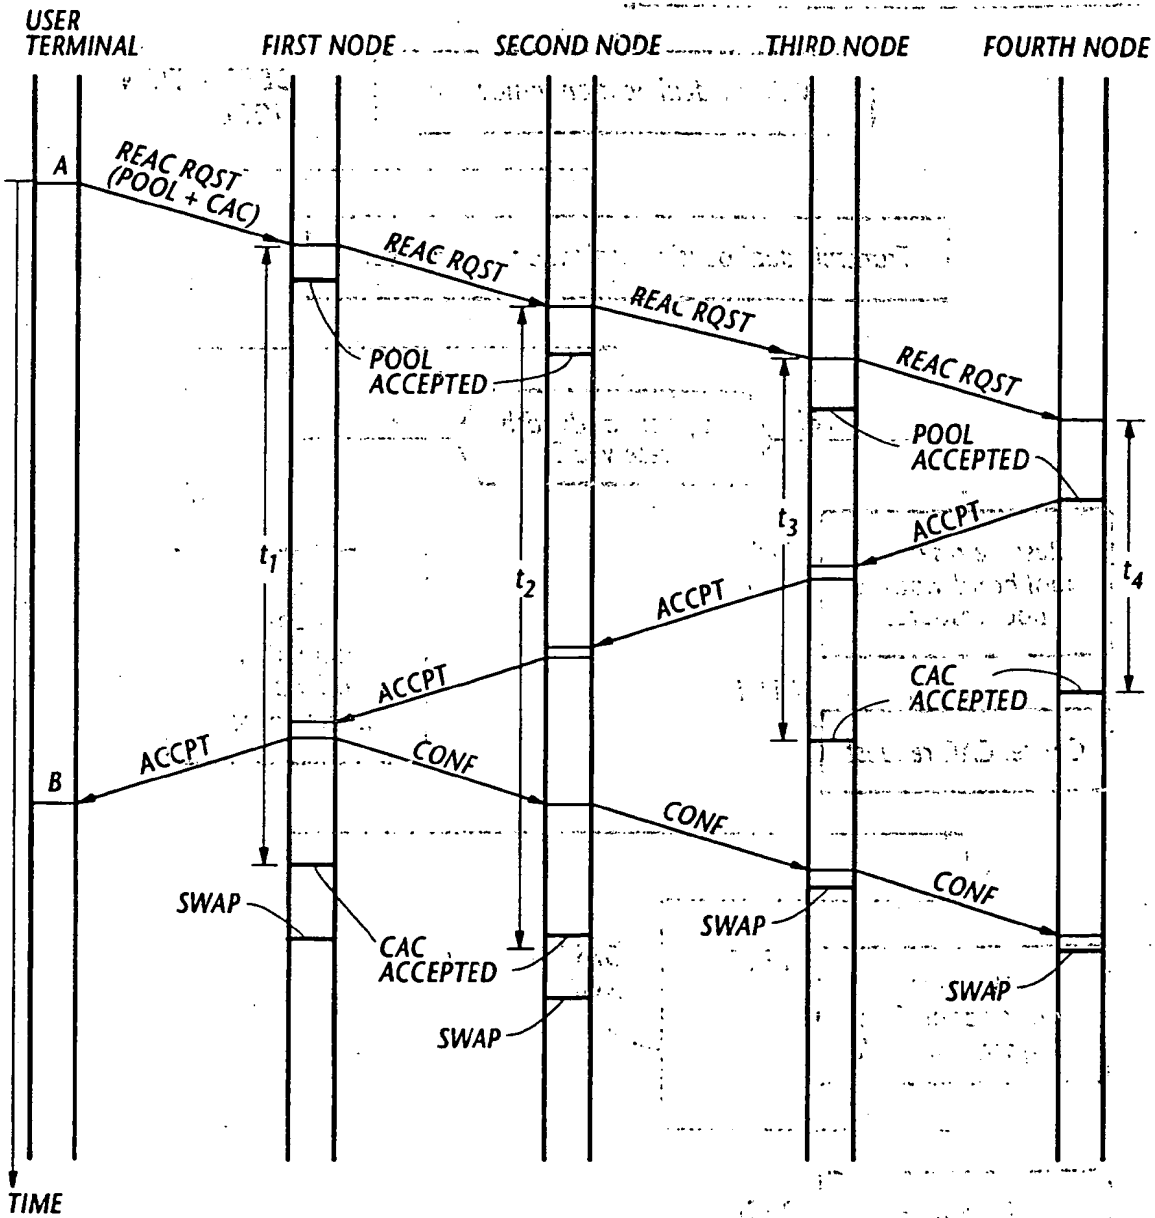 USER
TERMINAL
FIRST NODE
SECOND NODE
THIRD NODE
FOURTH NODE
A
REAC RQST
(POOL + CAC)
REAC RQST
REAC RQST
REAC RQST
POOL
ACCEPTED
POOL
ACCEPTED
t1
t2
t3
t4
ACCPT
ACCPT
ACCPT
ACCPT
CAC
ACCEPTED
B
CONF
CONF
CONF
SWAP
CAC
ACCEPTED
SWAP
SWAP
SWAP
TIME